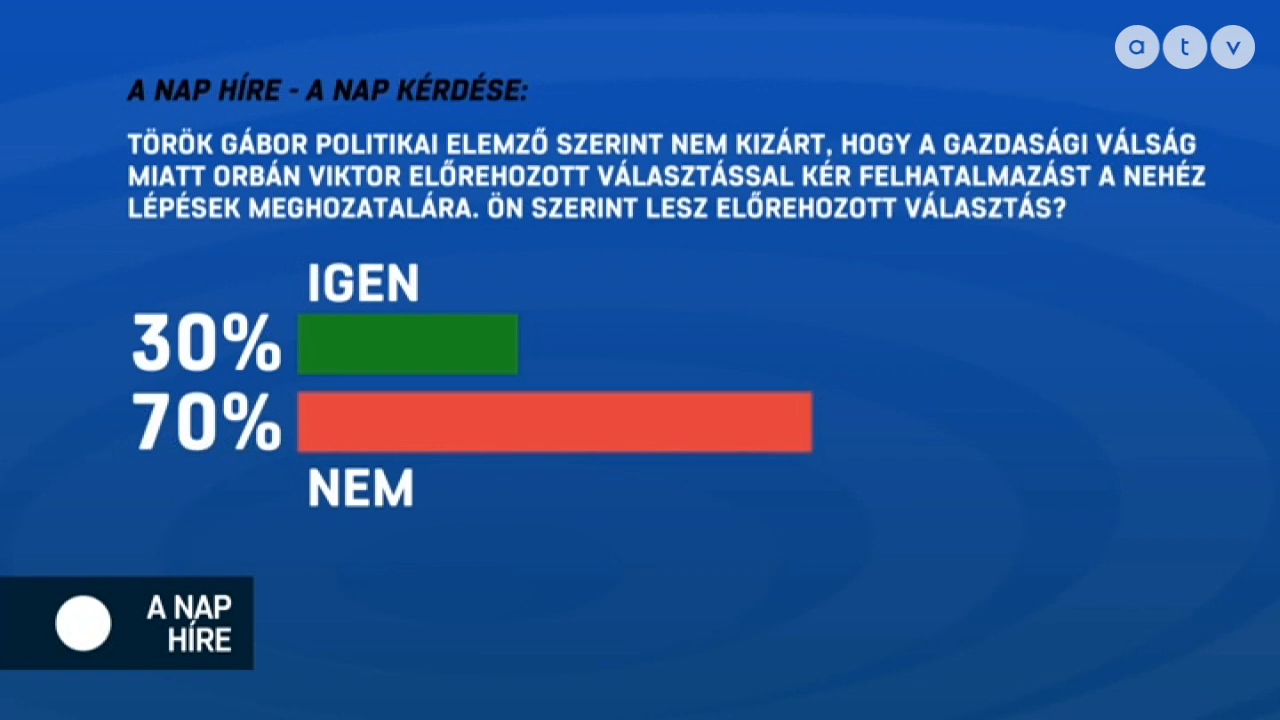 a t v
A NAP HÍRE - A NAP KÉRDÉSE:
TÖRÖK GÁBOR POLITIKAI ELEMZŐ SZERINT NEM KIZÁRT, HOGY A GAZDASÁGI VÁLSÁG
MIATT ORBÁN VIKTOR ELŐREHOZOTT VÁLASZTÁSSAL KÉR FELHATALMAZÁST A NEHÉZ
LÉPÉSEK MEGHOZATALÁRA. ÖN SZERINT LESZ ELŐREHOZOTT VÁLASZTÁS?
IGEN
30%
70%
NEM
A NAP
HÍRE